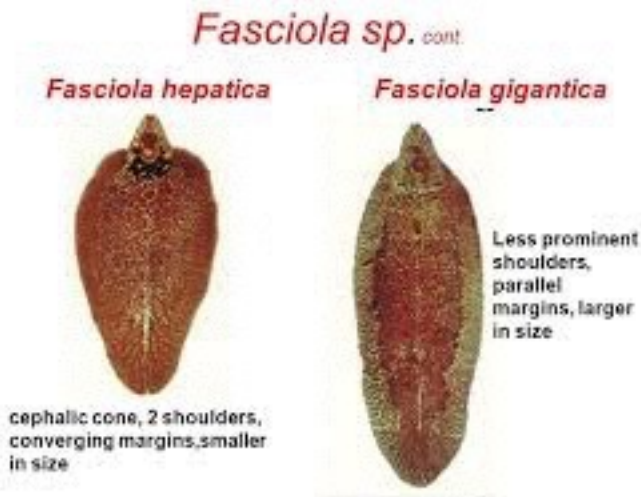 Fasciola sp. cont.
Fasciola hepatica
Fasciola gigantica
Less prominent
shoulders,
parallel
margins, larger
in size
cephalic cone, 2 shoulders,
converging margins,smaller
in size